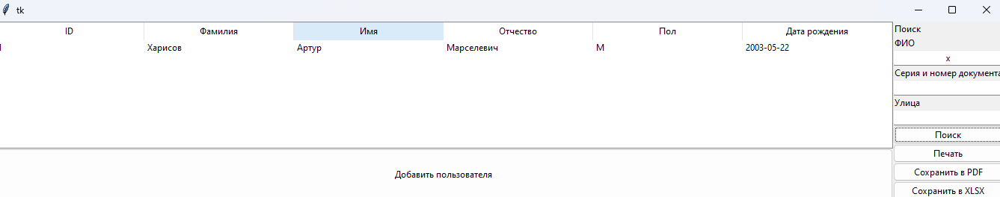 tk
ID Фамилия Имя Отчество Пол Дата рождения
Харисов Артур Марселевич М 2003-05-22
Добавить пользователя
Поиск
ФИО
х
Серия и номер документа
Улица
Поиск
Печать
Сохранить в PDF
Сохранить в XLSX